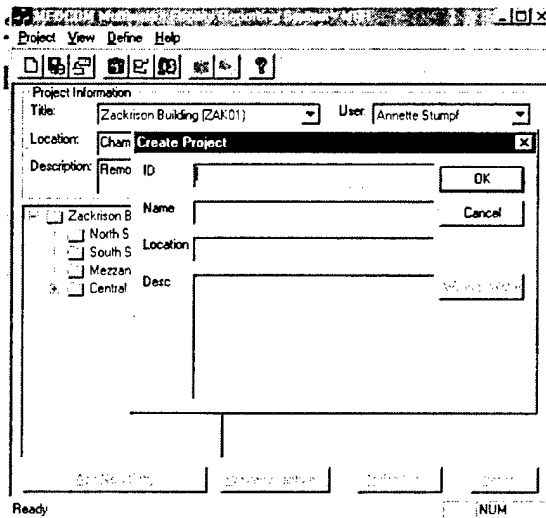 Project View Define Help
Project Information
Title: Zackrison Building (ZAK01) User: Annette Stumpf
Location: Cham
Description: Remo
Create Project
ID
OK
Name
Cancel
Location
Desc
Zackrison B
North S
South S
Mezzan
Central
Ready NUM